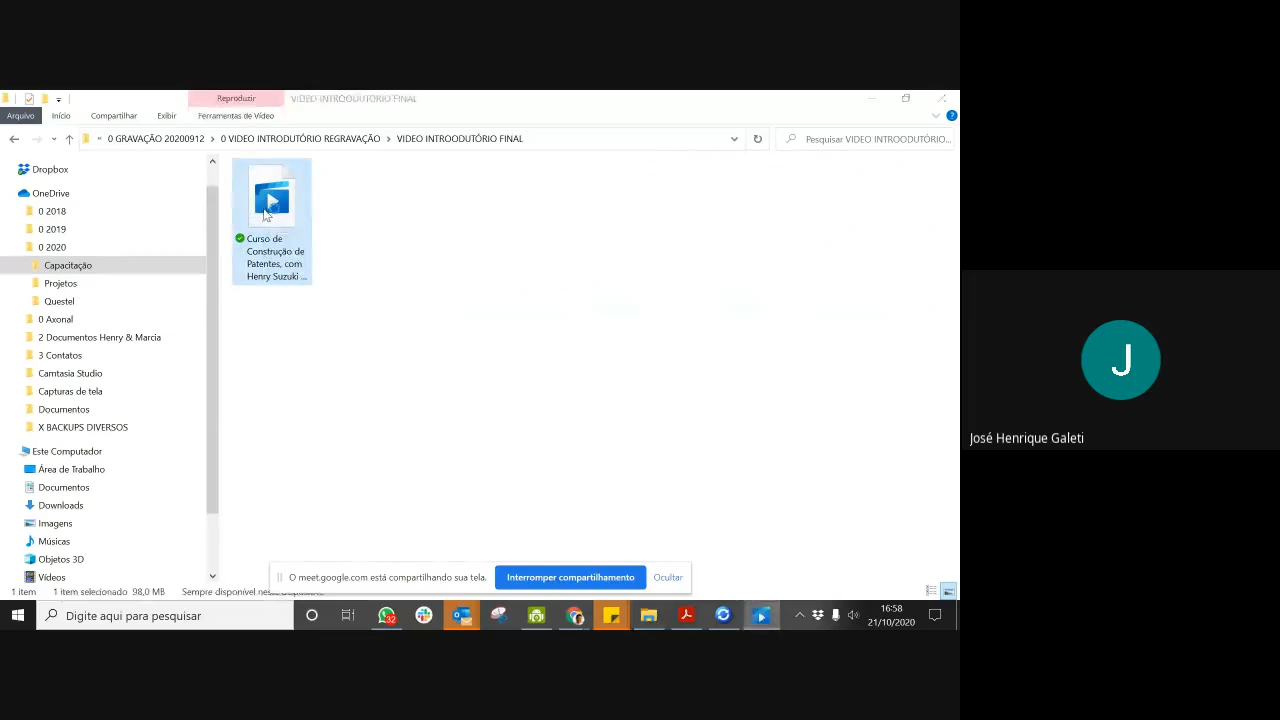 Reproduzir
VIDEO INTROODUTÓRIO FINAL
Arquivo
Início
Compartilhar
Exibir
Ferramentas de Vídeo
« 0 GRAVAÇÃO 20200912 > 0 VIDEO INTRODUTÓRIO REGRAVAÇÃO > VIDEO INTROODUTÓRIO FINAL
Pesquisar VIDEO INTROODUTÓRIO...
Dropbox
OneDrive
0 2018
0 2019
0 2020
Capacitação
Projetos
Questel
0 Axonal
2 Documentos Henry & Marcia
3 Contatos
Camtasia Studio
Capturas de tela
Documentos
X BACKUPS DIVERSOS
Este Computador
Área de Trabalho
Documentos
Downloads
Imagens
Músicas
Objetos 3D
Vídeos
Curso de
Construção de
Patentes, com
Henry Suzuki ...
J
José Henrique Galeti
O meet.google.com está compartilhando sua tela.
Interromper compartilhamento
Ocultar
1 item
1 item selecionado 98,0 MB
Sempre disponível
Digite aqui para pesquisar
32
16:58
21/10/2020